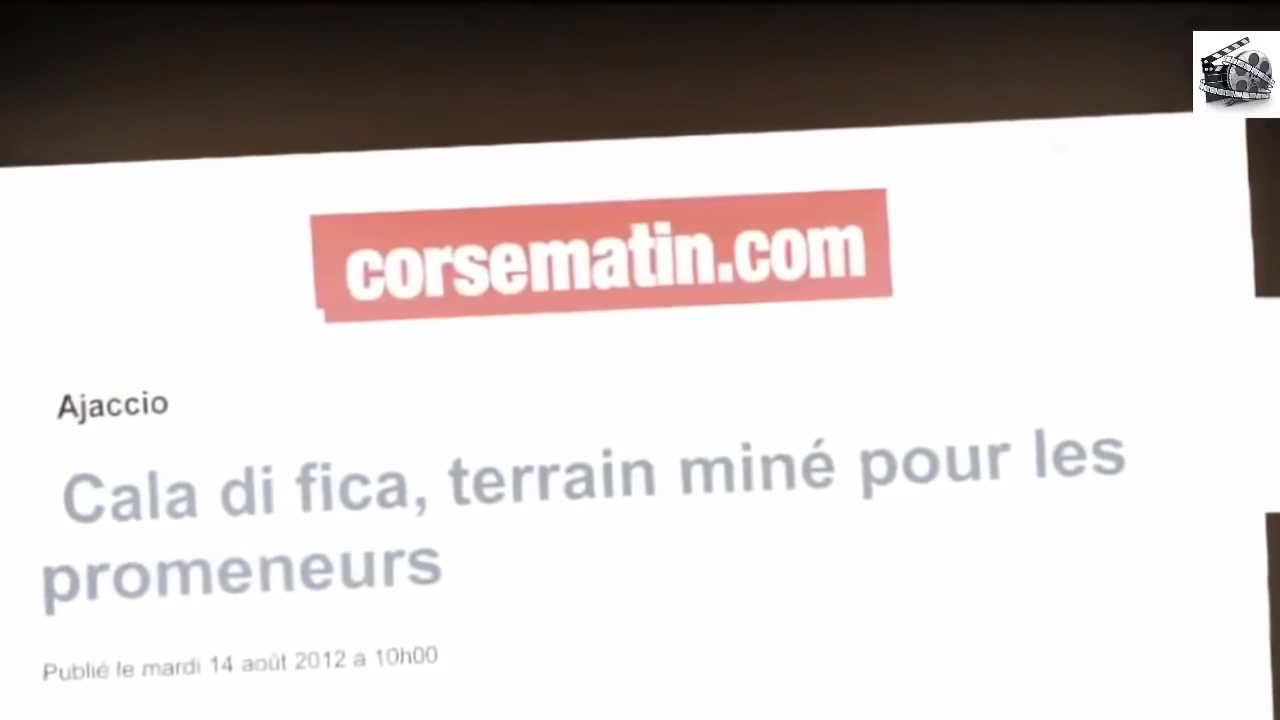 corsematin.com
Ajaccio
Cala di fica, terrain miné pour les
promeneurs
Publié le mardi 14 août 2012 à 10h00